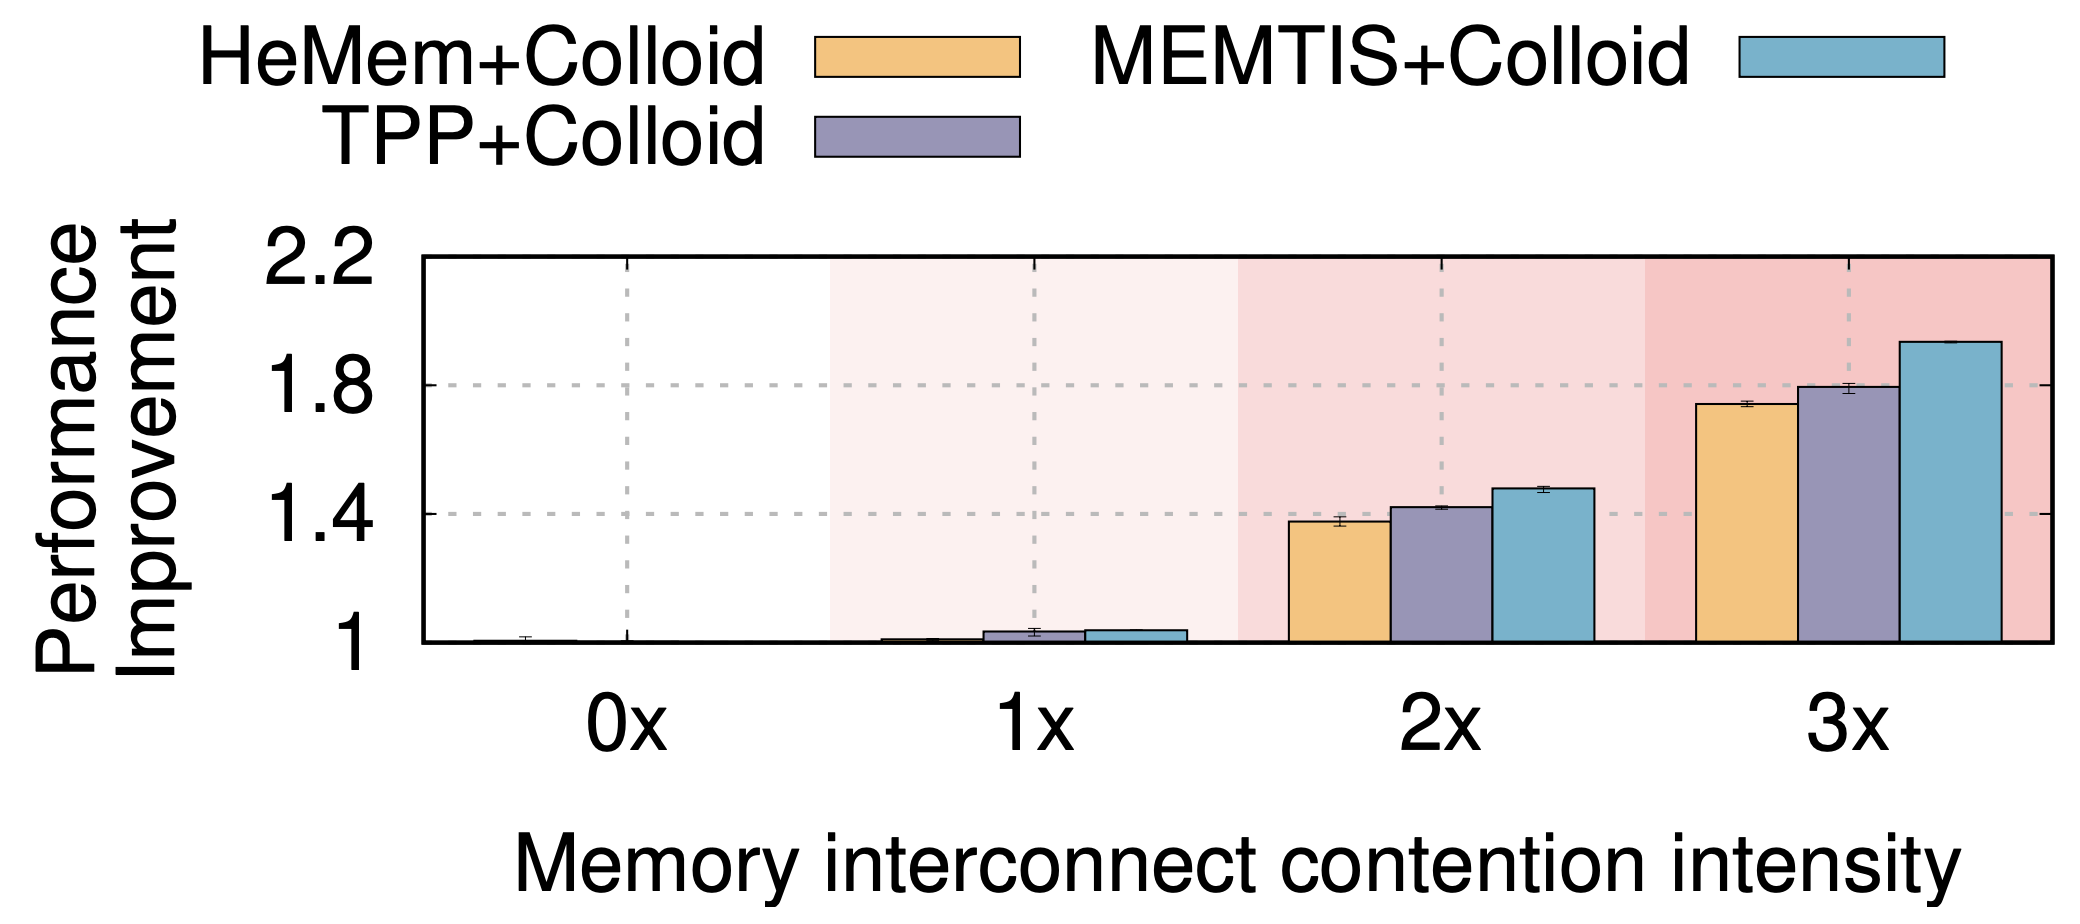 HeMem+Colloid
MEMTIS+Colloid
TPP+Colloid
Performance
Improvement
2.2
1.8
1.4
1
0x
1x
2x
3x
Memory interconnect contention intensity